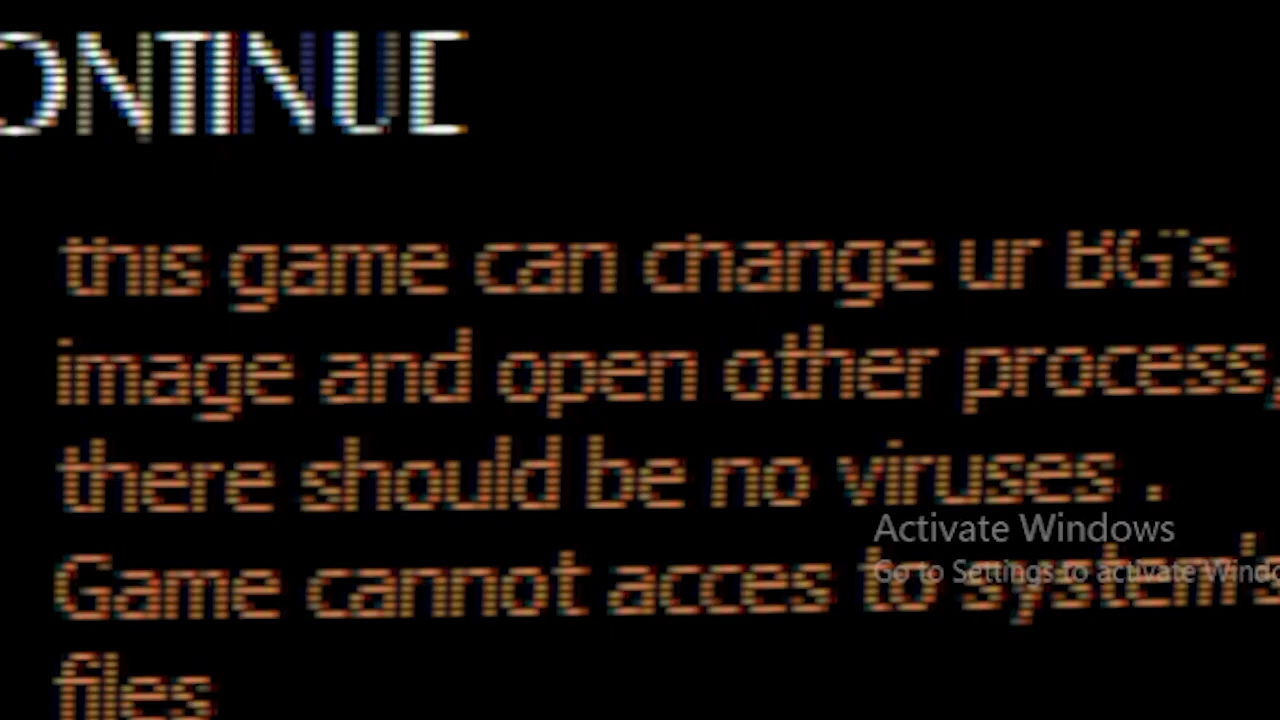 ONTINUE
this game can change ur BG's
image and open other process,
there should be no viruses .
Activate Windows
Game cannot acces to system's
Go to Settings to activate Windo
files